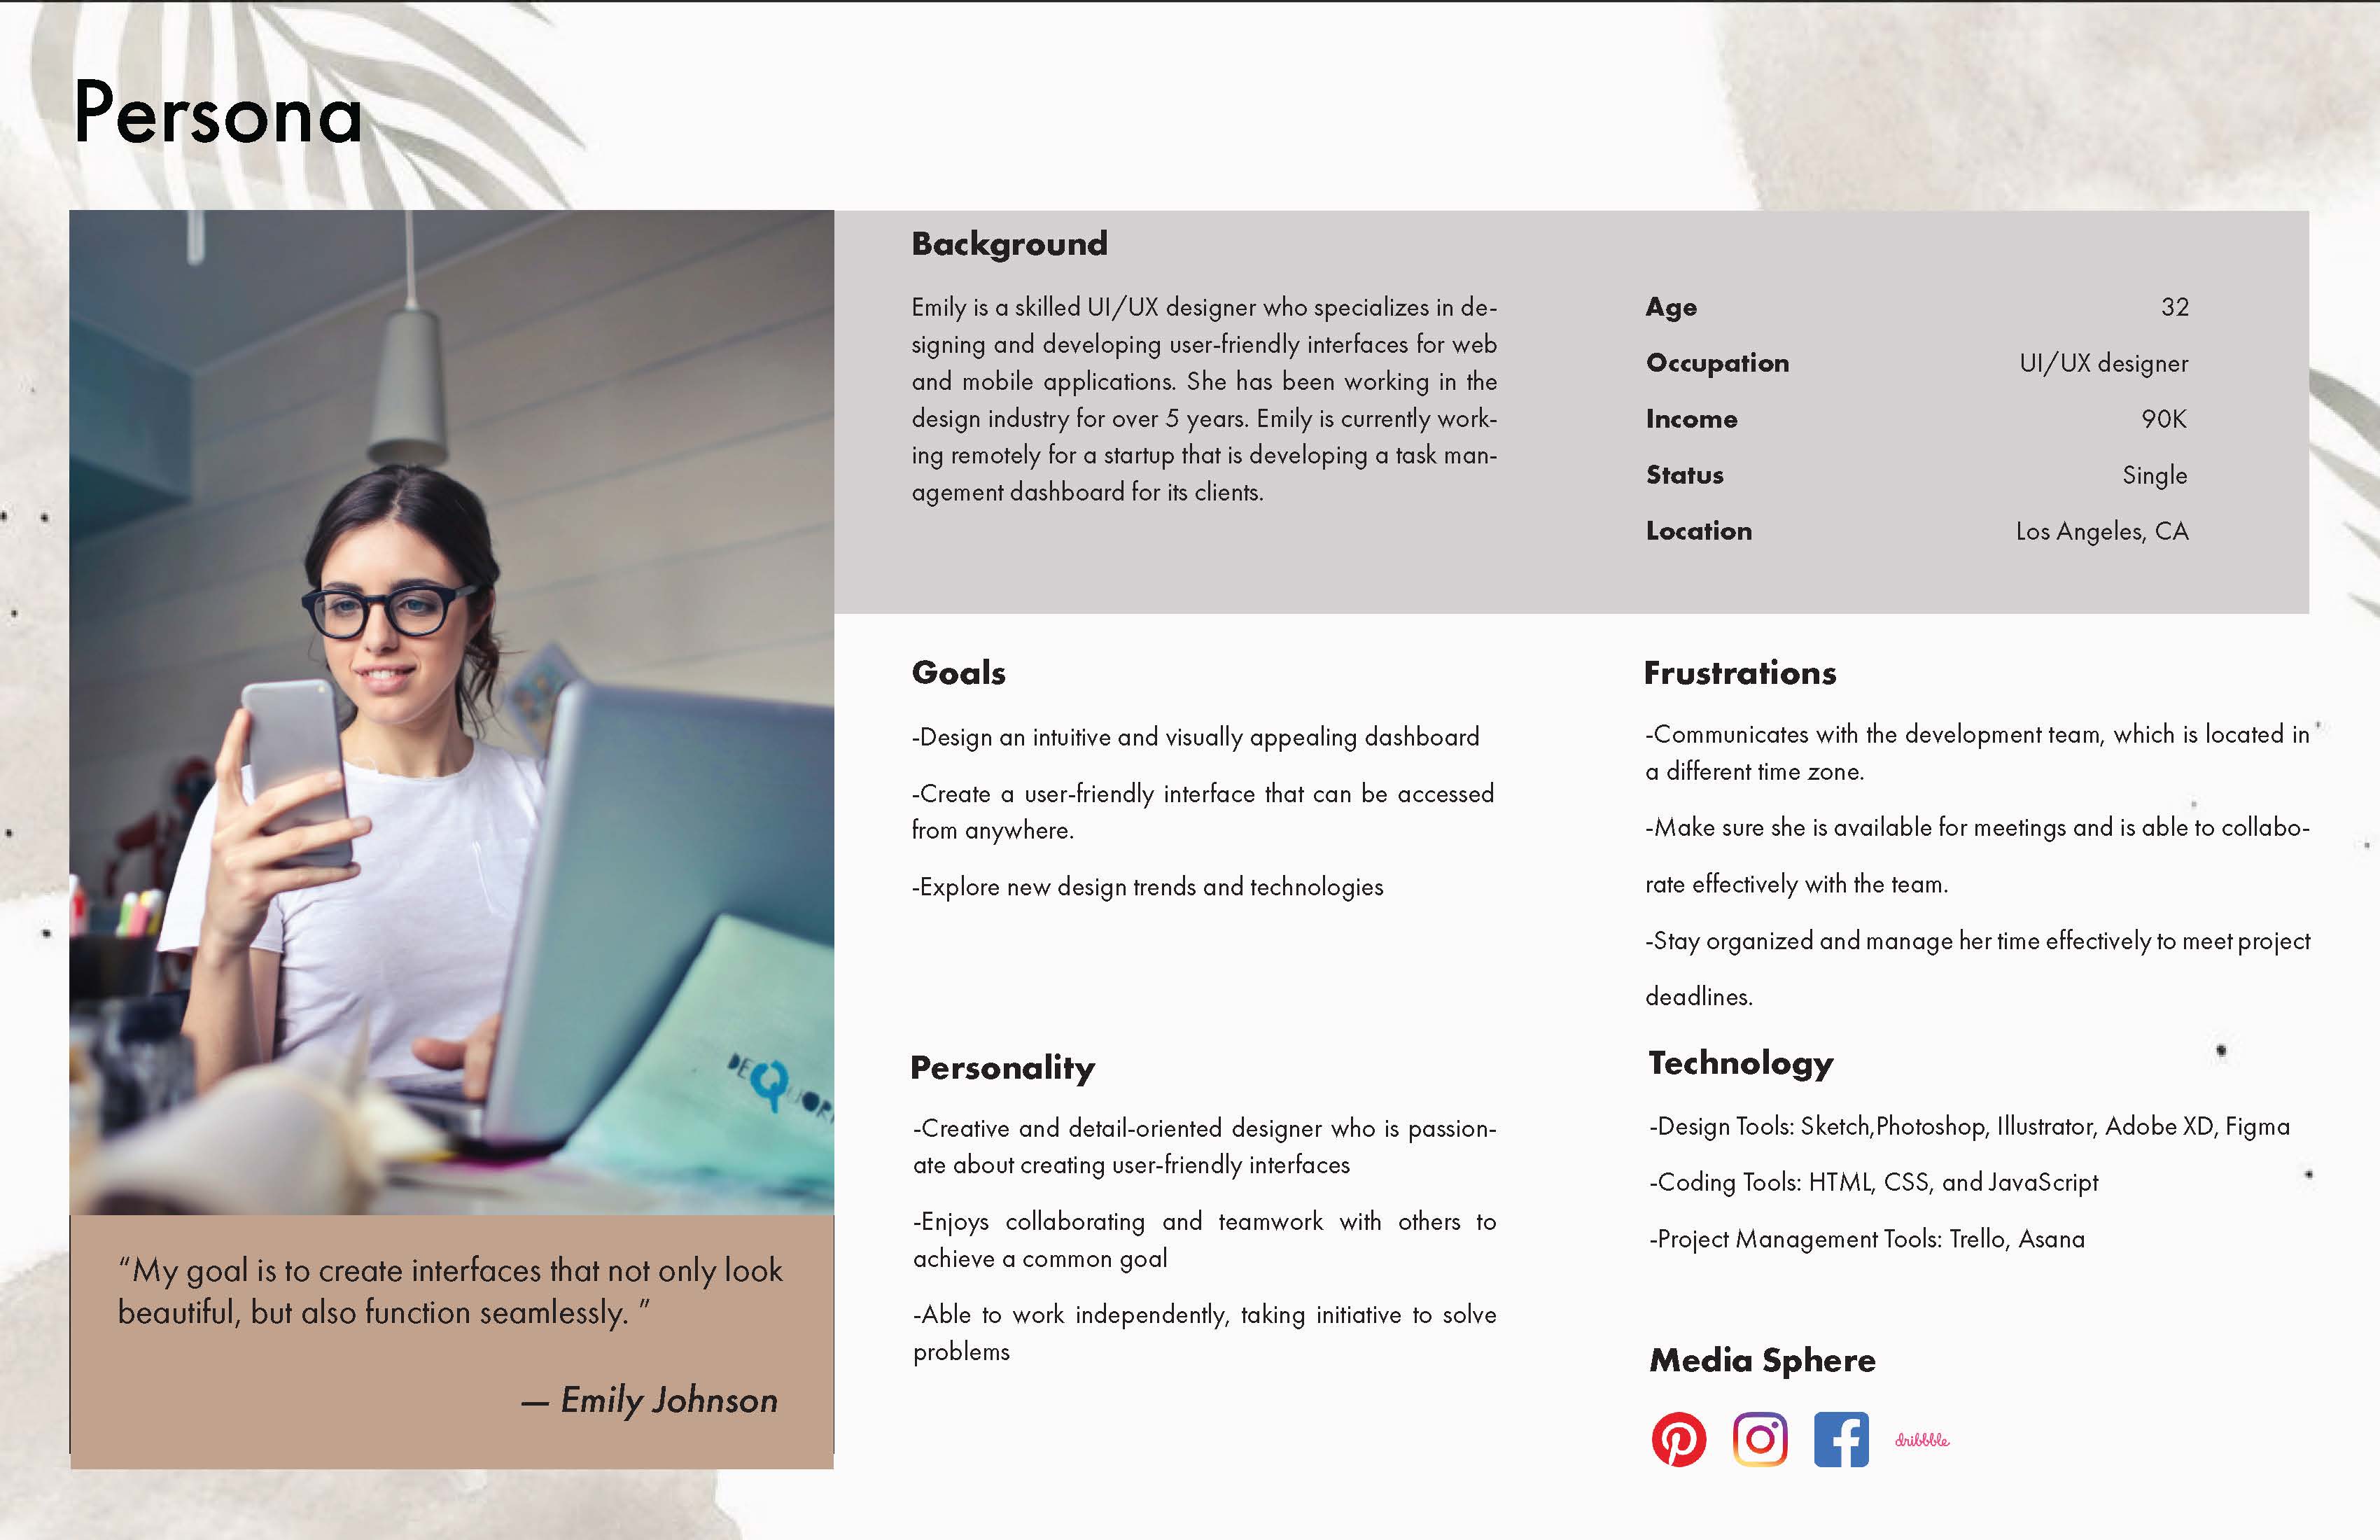 Persona
Background
Emily is a skilled UI/UX designer who specializes in de-
signing and developing user-friendly interfaces for web
and mobile applications. She has been working in the
design industry for over 5 years. Emily is currently work-
ing remotely for a startup that is developing a task man-
agement dashboard for its clients.
Age 32
Occupation UI/UX designer
Income 90K
Status Single
Location Los Angeles, CA
Goals
-Design an intuitive and visually appealing dashboard
-Create a user-friendly interface that can be accessed
from anywhere.
-Explore new design trends and technologies
Frustrations
-Communicates with the development team, which is located in
a different time zone.
-Make sure she is available for meetings and is able to collabo-
rate effectively with the team.
-Stay organized and manage her time effectively to meet project
deadlines.
Personality
-Creative and detail-oriented designer who is passion-
ate about creating user-friendly interfaces
-Enjoys collaborating and teamwork with others to
achieve a common goal
-Able to work independently, taking initiative to solve
problems
Technology
-Design Tools: Sketch,Photoshop, Illustrator, Adobe XD, Figma
-Coding Tools: HTML, CSS, and JavaScript
-Project Management Tools: Trello, Asana
Media Sphere
dribbble
“My goal is to create interfaces that not only look
beautiful, but also function seamlessly. ”
— Emily Johnson